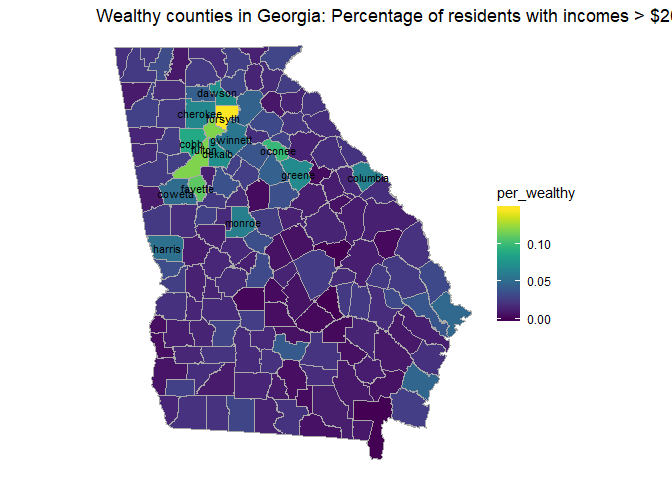 Wealthy counties in Georgia: Percentage of residents with incomes > $20
dawson
cherokee
forsyth
gwinnett
cobb
fulton
dekalb
oconee
greene
columbia
fayette
coweta
monroe
harris
per_wealthy
0.10
0.05
0.00